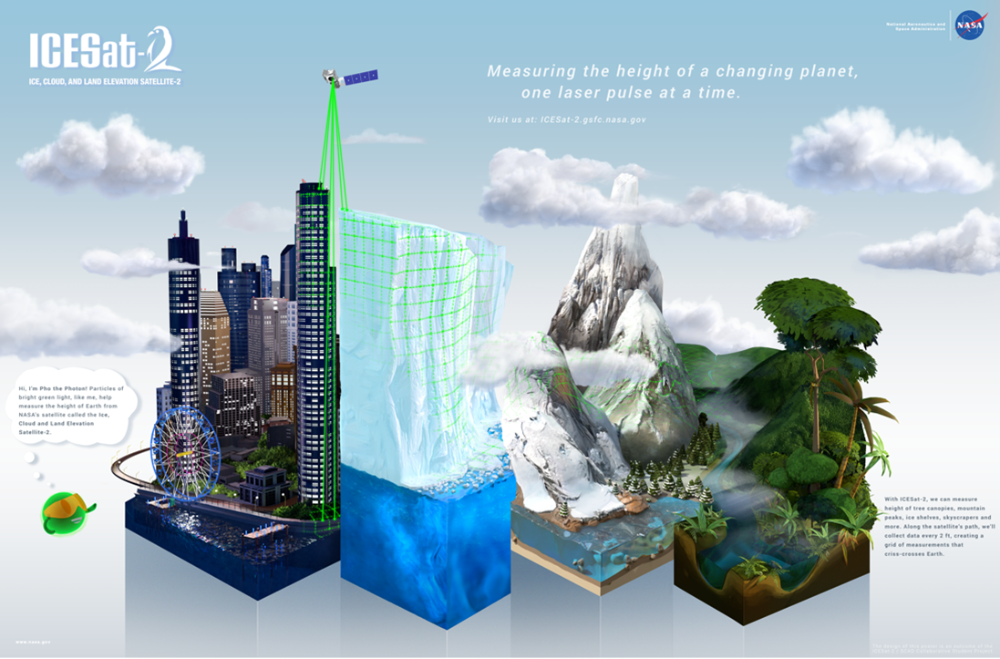 ICESat-2
ICE, CLOUD, AND LAND ELEVATION SATELLITE-2
National Aeronautics and
Space Administration
NASA
Measuring the height of a changing planet,
one laser pulse at a time.
Visit us at: ICESat-2.gsfc.nasa.gov
Hi, I'm Pho the Photon! Particles of
bright green light, like me, help
measure the height of Earth from
NASA's satellite called the Ice,
Cloud and Land Elevation
Satellite-2.
With ICESat-2, we can measure
height of tree canopies, mountain
peaks, ice shelves, skyscrapers and
more. Along the satellite's path, we'll
collect data every 2 ft, creating a
grid of measurements that
criss-crosses Earth.
www.nasa.gov